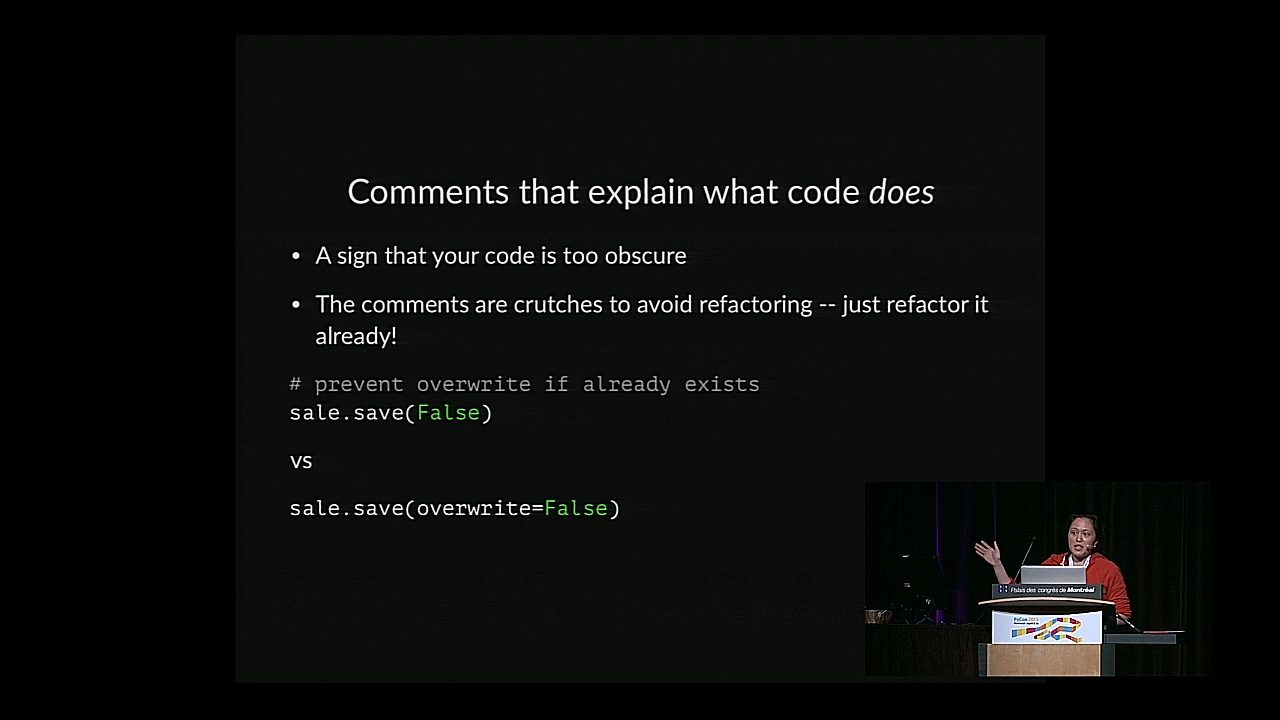 Comments that explain what code does
• A sign that your code is too obscure
• The comments are crutches to avoid refactoring -- just refactor it
already!
# prevent overwrite if already exists
sale.save(False)
vs
sale.save(overwrite=False)
Palais des congrès de Montréal
PyCon 2015